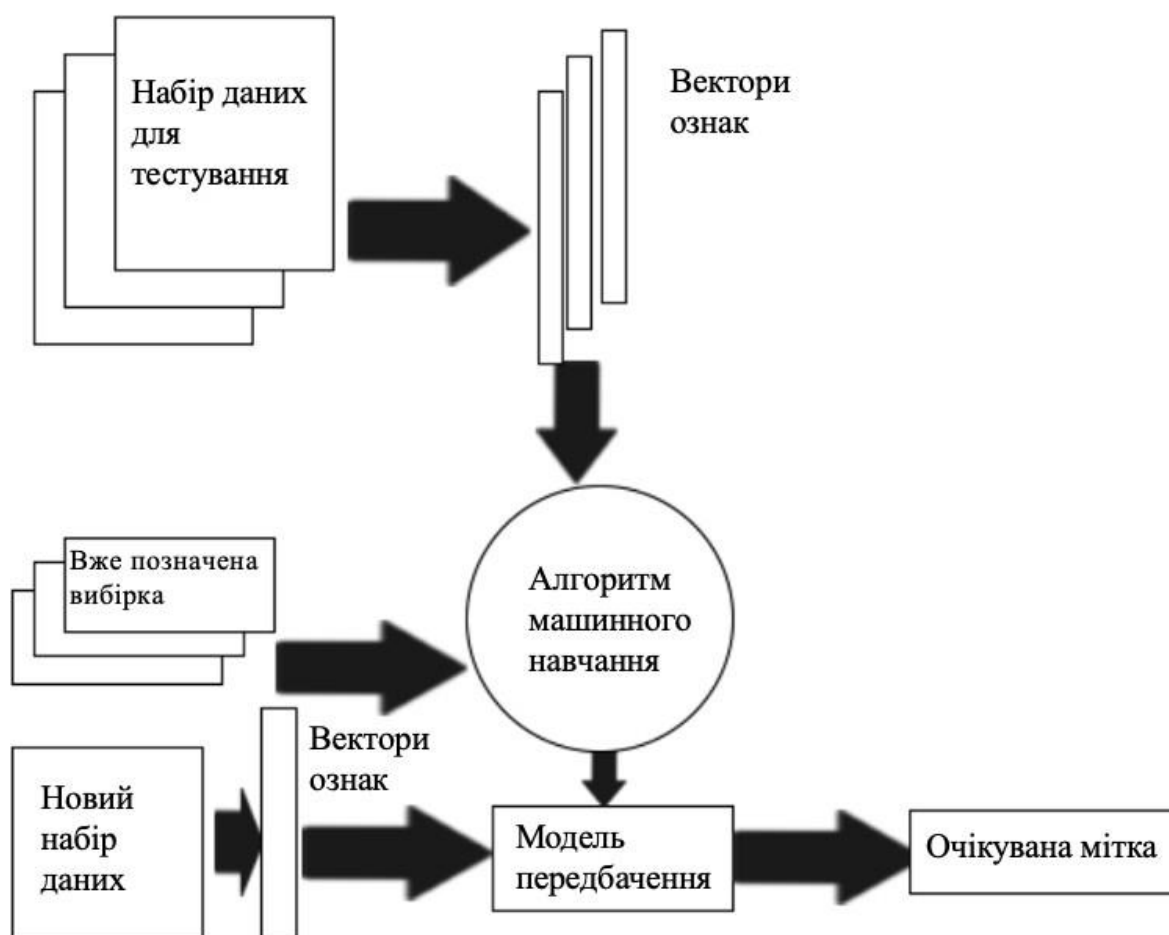 Набір даних
для
тестування
Вектори
ознак
Вже позначена
вибірка
Алгоритм
машинного
навчання
Новий
набір
даних
Вектори
ознак
Модель
передбачення
Очікувана мітка